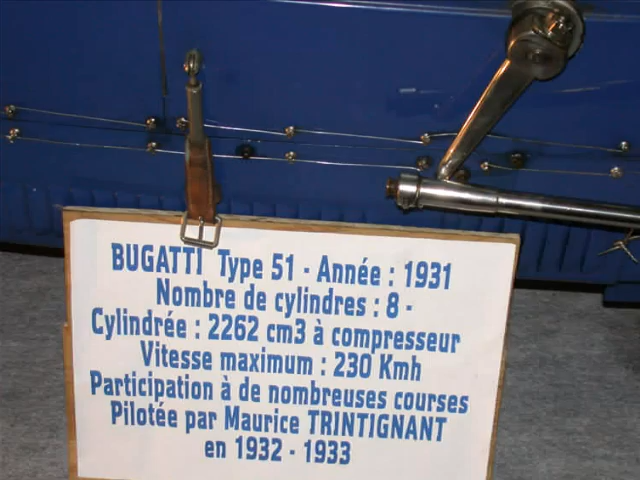 BUGATTI Type 51 - Année : 1931
Nombre de cylindres : 8 -
Cylindrée : 2262 cm3 à compresseur
Vitesse maximum : 230 Kmh
Participation à de nombreuses courses
Pilotée par Maurice TRINTIGNANT
en 1932 - 1933